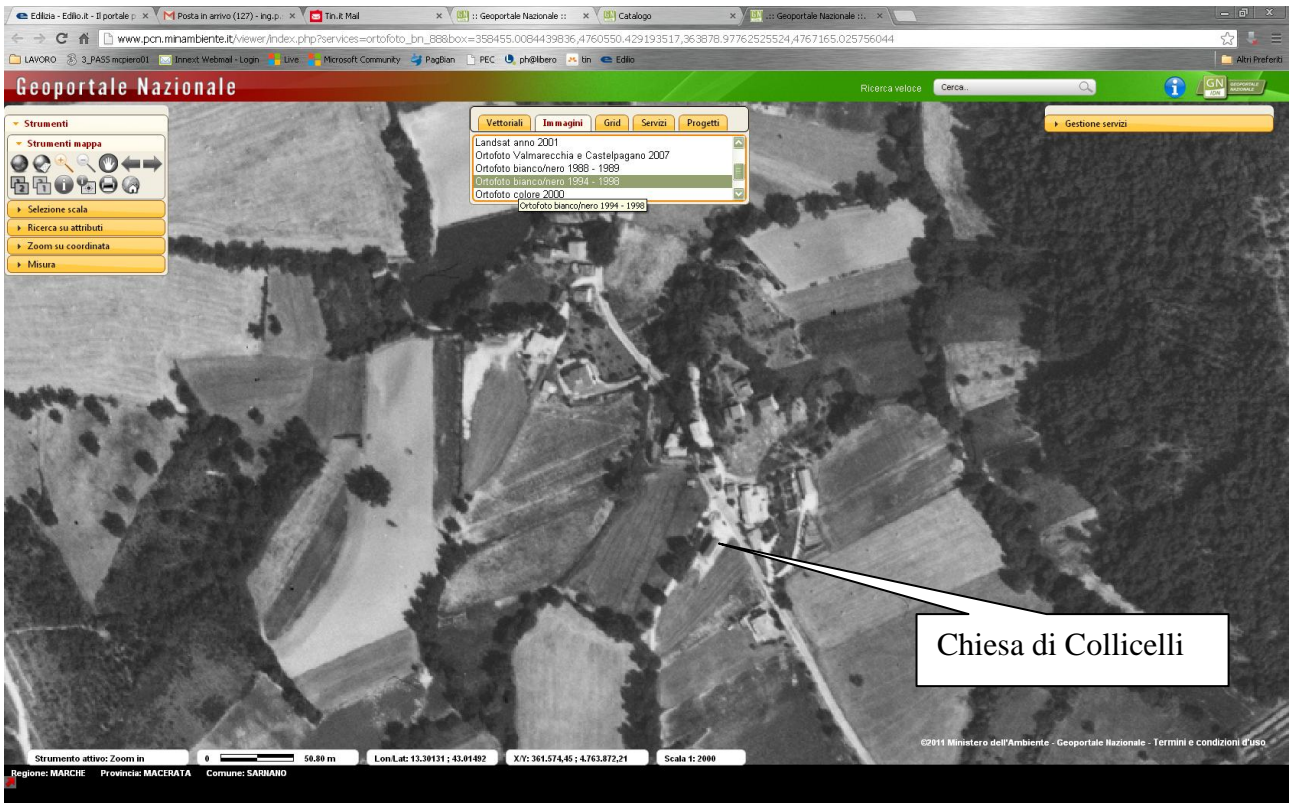 Edilizia - Edilio.it - Il portale p
Posta in arrivo (127) - ing.p.
Tin.it Mail
:: Geoportale Nazionale ::
Catalogo
.:: Geoportale Nazionale ::.
www.pcn.minambiente.it/viewer/index.php?services=ortofoto_bn_88&box=358455.0084439836,4760550.429193517,363878.97762525524,4767165.025756044
LAVORO 3_PASS mcpiero01 Innext Webmail - Login Live Microsoft Community PagBian PEC ph@libero tin Edilio Altri Preferiti
Geoportale Nazionale
Ricerca veloce
Cerca..
GN
GEOPORTALE
NAZIONALE
Strumenti
Strumenti mappa
Selezione scala
Ricerca su attributi
Zoom su coordinata
Misura
Vettoriali Immagini Grid Servizi Progetti
Landsat anno 2001
Ortofoto Valmarecchia e Castelpagano 2007
Ortofoto bianco/nero 1988 - 1989
Ortofoto bianco/nero 1994 - 1998
Ortofoto colore 2000
Ortofoto bianco/nero 1994 - 1998
Gestione servizi
Chiesa di Collicelli
©2011 Ministero dell'Ambiente - Geoportale Nazionale - Termini e condizioni d'uso
Strumento attivo: Zoom in
0 50.80 m
Lon/Lat: 13.30131 ; 43.01492
X/Y: 361.574,45 ; 4.763.872,21
Scala 1: 2000
Regione: MARCHE Provincia: MACERATA Comune: SARNANO